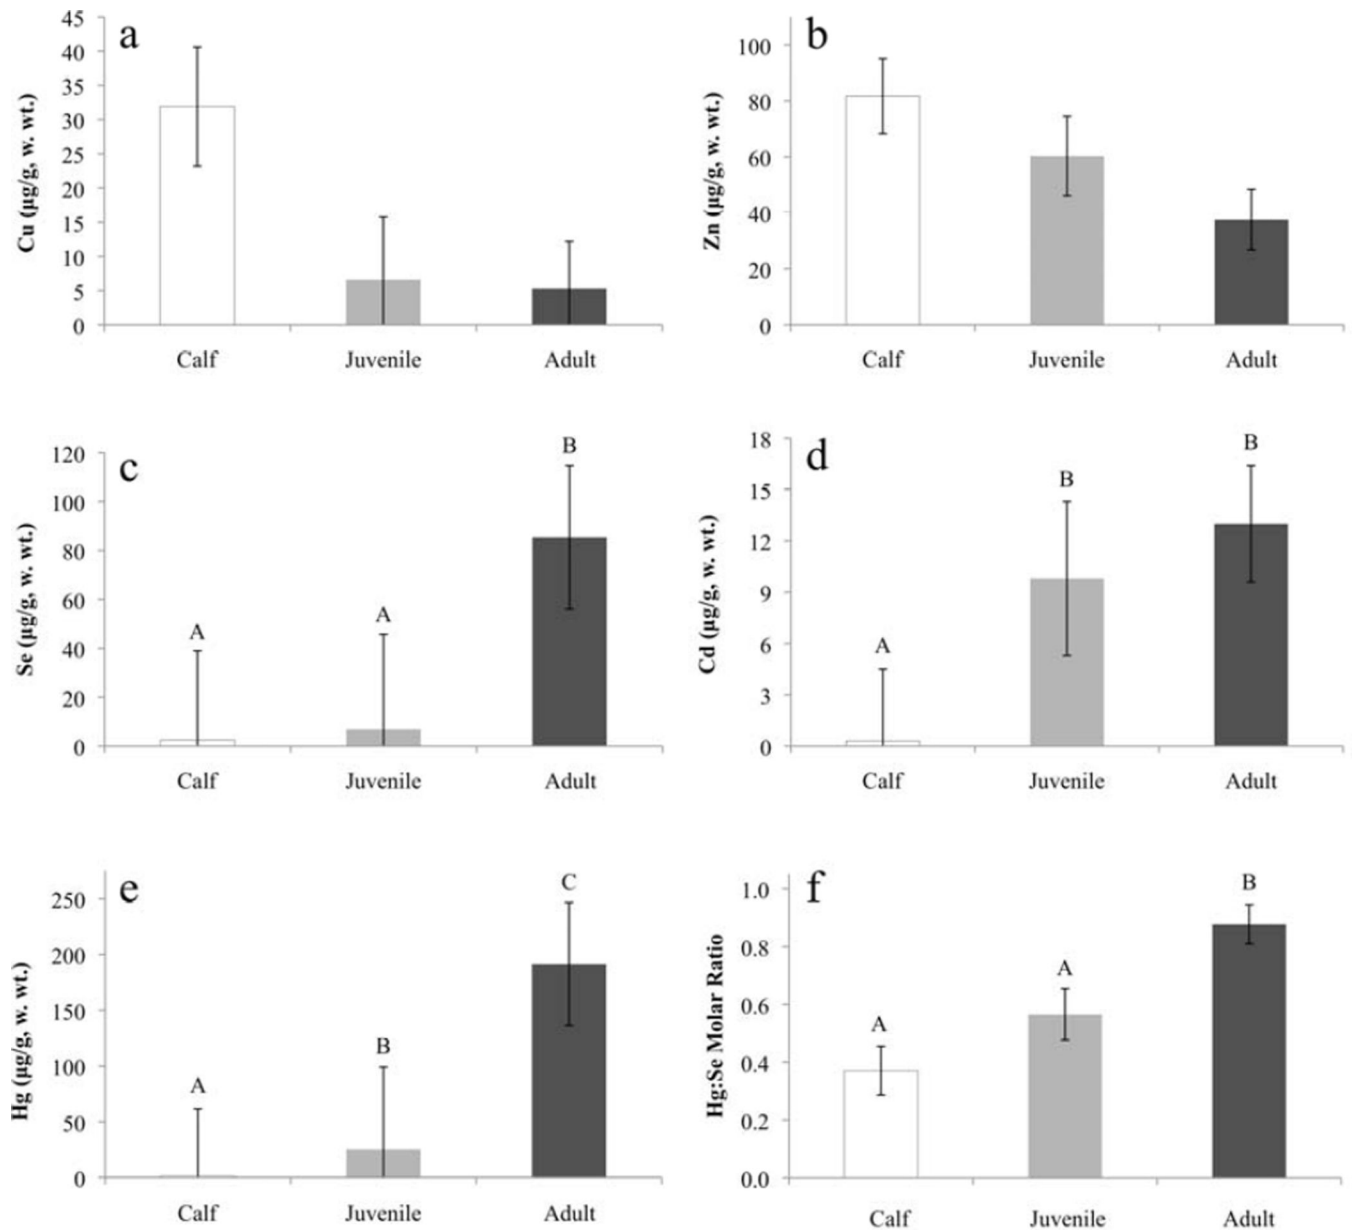 a
Cu (µg/g, w. wt.)
45
40
35
30
25
20
15
10
5
0
Calf Juvenile Adult
b
Zn (µg/g, w. wt.)
100
80
60
40
20
0
Calf Juvenile Adult
c
Se (µg/g, w. wt.)
120
100
80
60
40
20
0
A A B
Calf Juvenile Adult
d
Cd (µg/g, w. wt.)
18
15
12
9
6
3
0
A B B
Calf Juvenile Adult
e
Hg (µg/g, w. wt.)
250
200
150
100
50
0
A B C
Calf Juvenile Adult
f
Hg:Se Molar Ratio
1.0
0.8
0.6
0.4
0.2
0.0
A A B
Calf Juvenile Adult